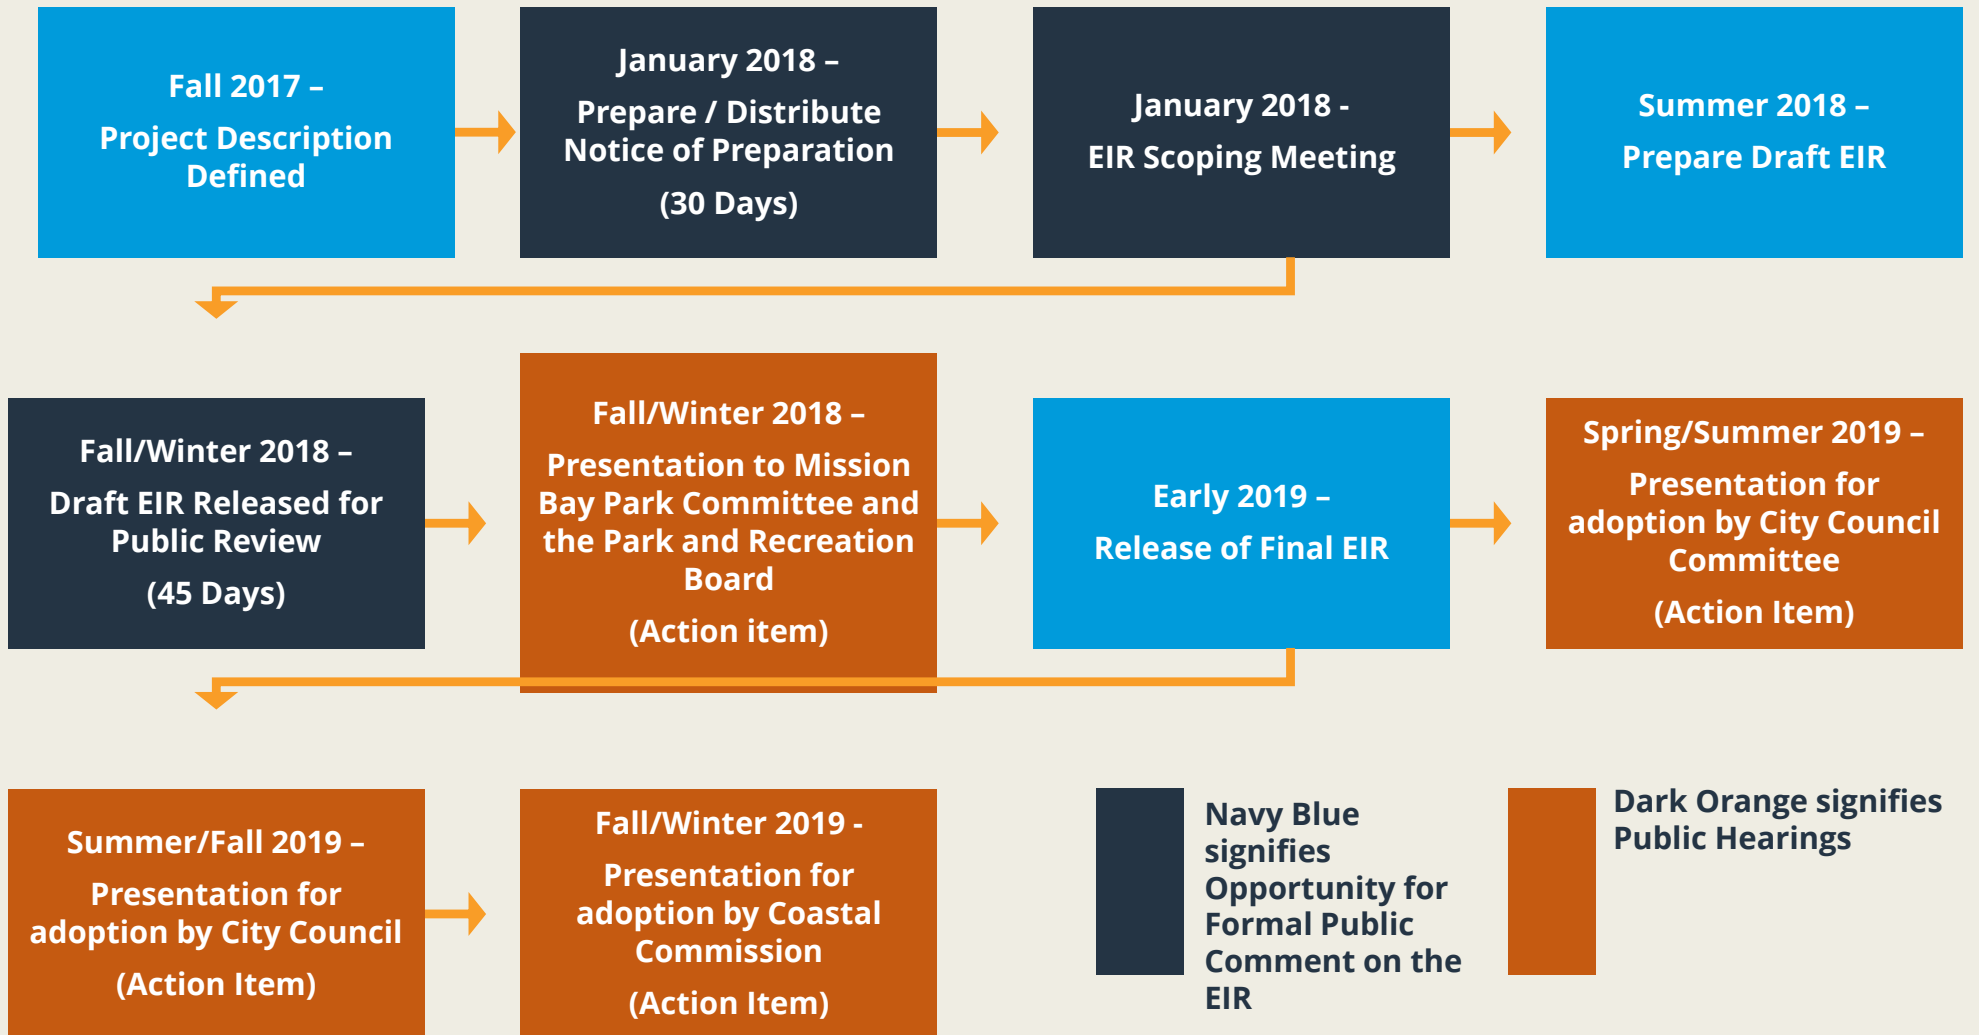 Fall 2017 –
Project Description
Defined
January 2018 –
Prepare / Distribute
Notice of Preparation
(30 Days)
January 2018 -
EIR Scoping Meeting
Summer 2018 –
Prepare Draft EIR
Fall/Winter 2018 –
Draft EIR Released for
Public Review
(45 Days)
Fall/Winter 2018 –
Presentation to Mission
Bay Park Committee and
the Park and Recreation
Board
(Action item)
Early 2019 –
Release of Final EIR
Spring/Summer 2019 –
Presentation for
adoption by City Council
Committee
(Action Item)
Summer/Fall 2019 –
Presentation for
adoption by City Council
(Action Item)
Fall/Winter 2019 -
Presentation for
adoption by Coastal
Commission
(Action Item)
Navy Blue
signifies
Opportunity for
Formal Public
Comment on the
EIR
Dark Orange signifies
Public Hearings